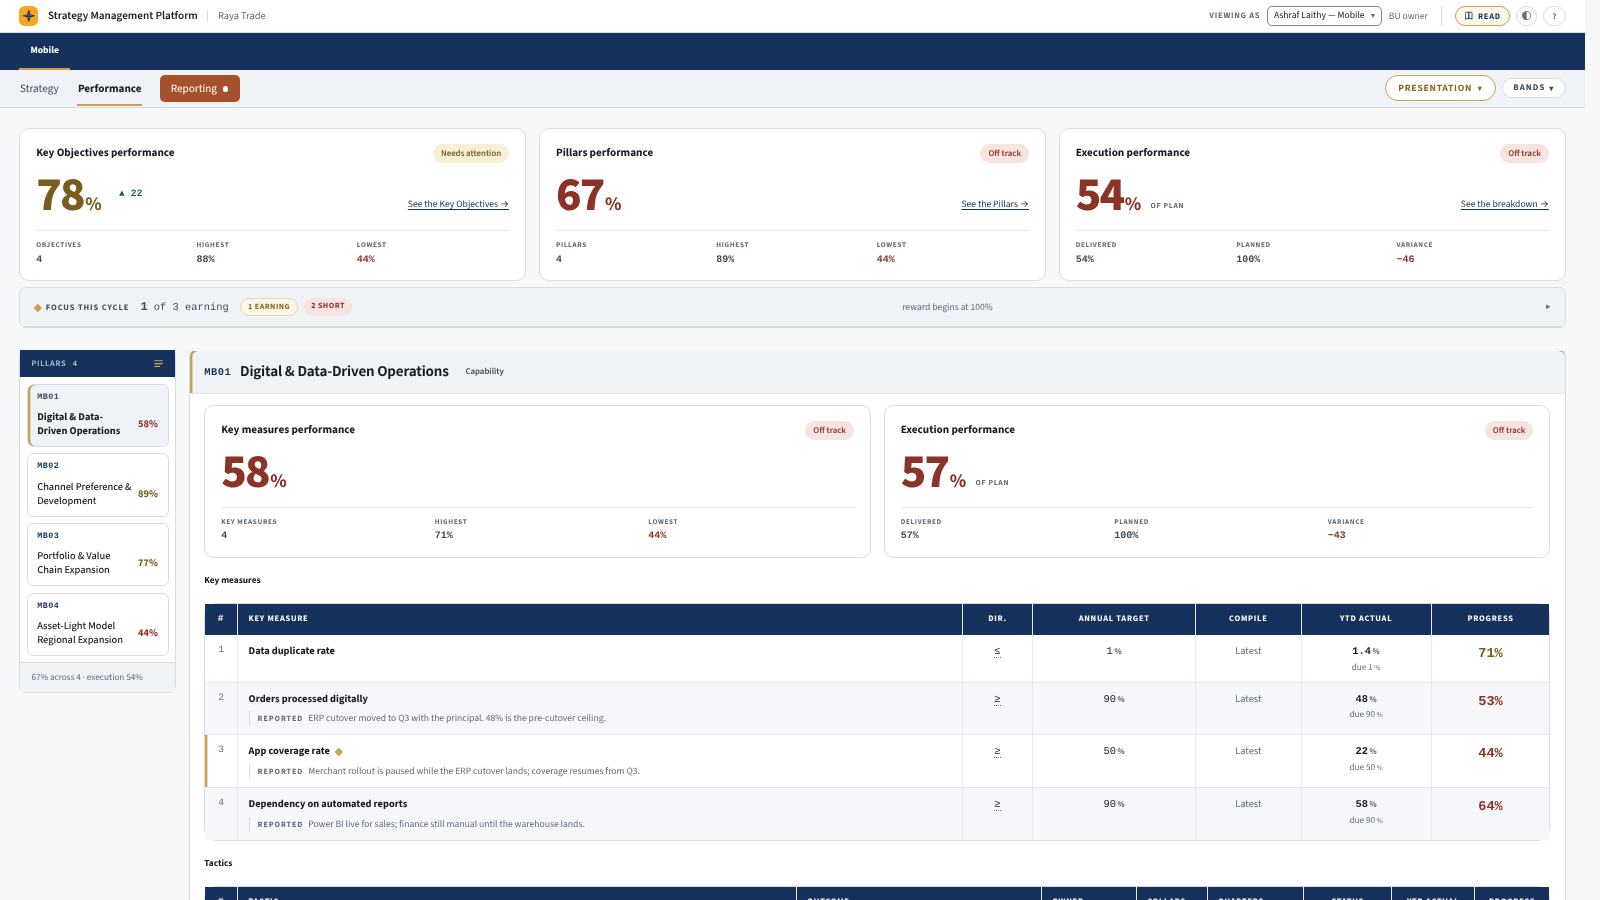 Strategy Management Platform Raya Trade VIEWING AS Ashraf Laithy — Mobile ▾ BU owner READ ?
Mobile
Strategy Performance Reporting PRESENTATION ▾ BANDS ▾
Key Objectives performance Needs attention
78% ▲ 22 See the Key Objectives →
OBJECTIVES HIGHEST LOWEST
4 88% 44%
Pillars performance Off track
67% See the Pillars →
PILLARS HIGHEST LOWEST
4 89% 44%
Execution performance Off track
54% OF PLAN See the breakdown →
DELIVERED PLANNED VARIANCE
54% 100% −46
◆ FOCUS THIS CYCLE 1 of 3 earning 1 EARNING 2 SHORT reward begins at 100% ▸
PILLARS 4
MB01
Digital & Data-
Driven Operations 58%
MB02
Channel Preference &
Development 89%
MB03
Portfolio & Value
Chain Expansion 77%
MB04
Asset-Light Model
Regional Expansion 44%
67% across 4 · execution 54%
MB01 Digital & Data-Driven Operations Capability
Key measures performance Off track
58%
KEY MEASURES HIGHEST LOWEST
4 71% 44%
Execution performance Off track
57% OF PLAN
DELIVERED PLANNED VARIANCE
57% 100% −43
Key measures
# KEY MEASURE DIR. ANNUAL TARGET COMPILE YTD ACTUAL PROGRESS
1 Data duplicate rate ≤ 1 % Latest 1.4 % 71%
due 1 %
2 Orders processed digitally ≥ 90 % Latest 48 % 53%
REPORTED ERP cutover moved to Q3 with the principal. 48% is the pre-cutover ceiling. due 90 %
3 App coverage rate ◆ ≥ 50 % Latest 22 % 44%
REPORTED Merchant rollout is paused while the ERP cutover lands; coverage resumes from Q3. due 50 %
4 Dependency on automated reports ≥ 90 % Latest 58 % 64%
REPORTED Power BI live for sales; finance still manual until the warehouse lands. due 90 %
Tactics